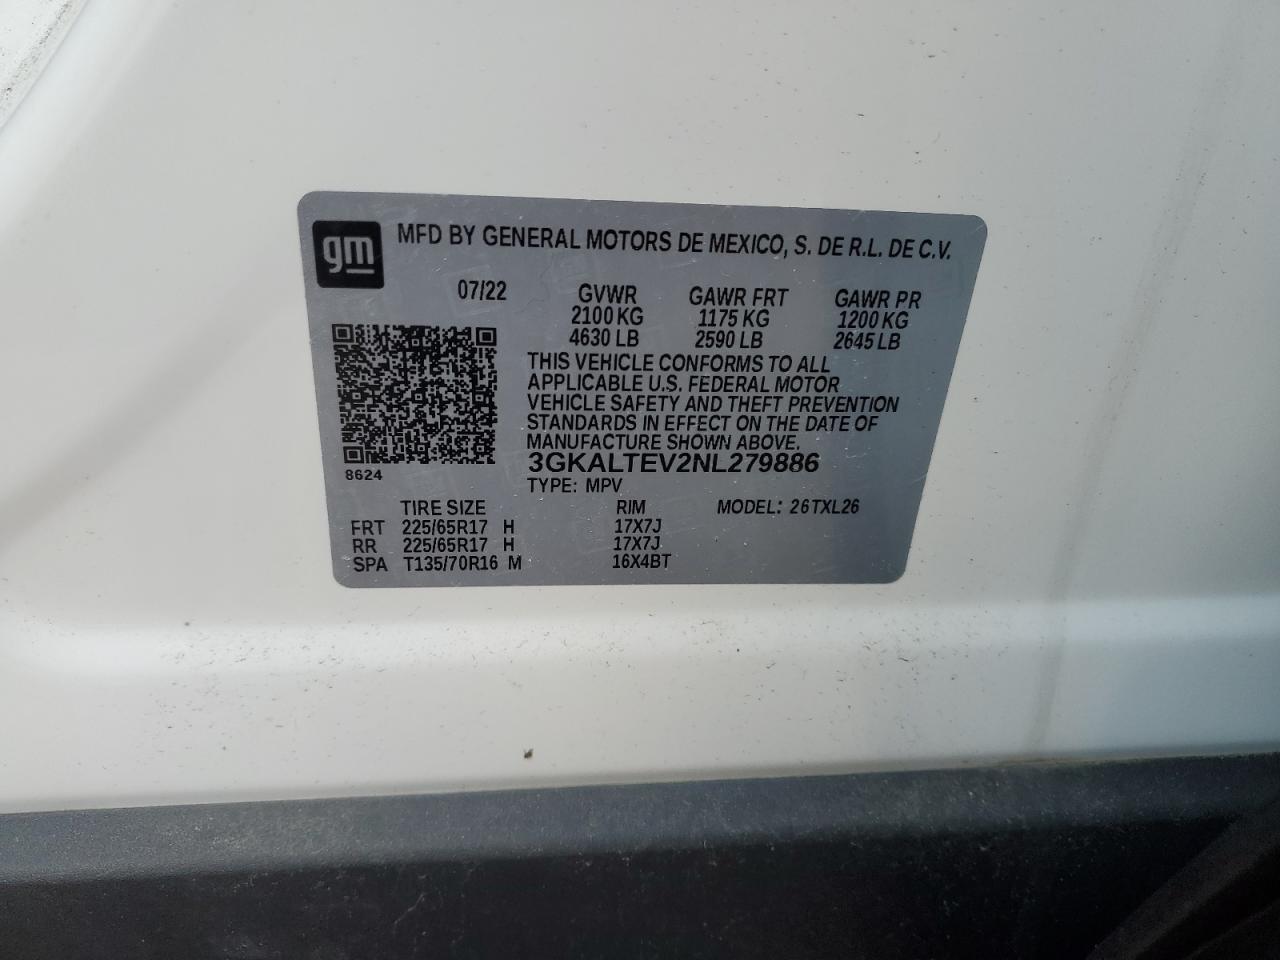 gm
MFD BY GENERAL MOTORS DE MEXICO, S. DE R.L. DE C.V.
07/22 GVWR GAWR FRT GAWR PR
2100 KG 1175 KG 1200 KG
4630 LB 2590 LB 2645 LB
THIS VEHICLE CONFORMS TO ALL
APPLICABLE U.S. FEDERAL MOTOR
VEHICLE SAFETY AND THEFT PREVENTION
STANDARDS IN EFFECT ON THE DATE OF
MANUFACTURE SHOWN ABOVE.
3GKALTEV2NL279886
8624
TYPE: MPV
TIRE SIZE RIM MODEL: 26TXL26
FRT 225/65R17 H 17X7J
RR 225/65R17 H 17X7J
SPA T135/70R16 M 16X4BT